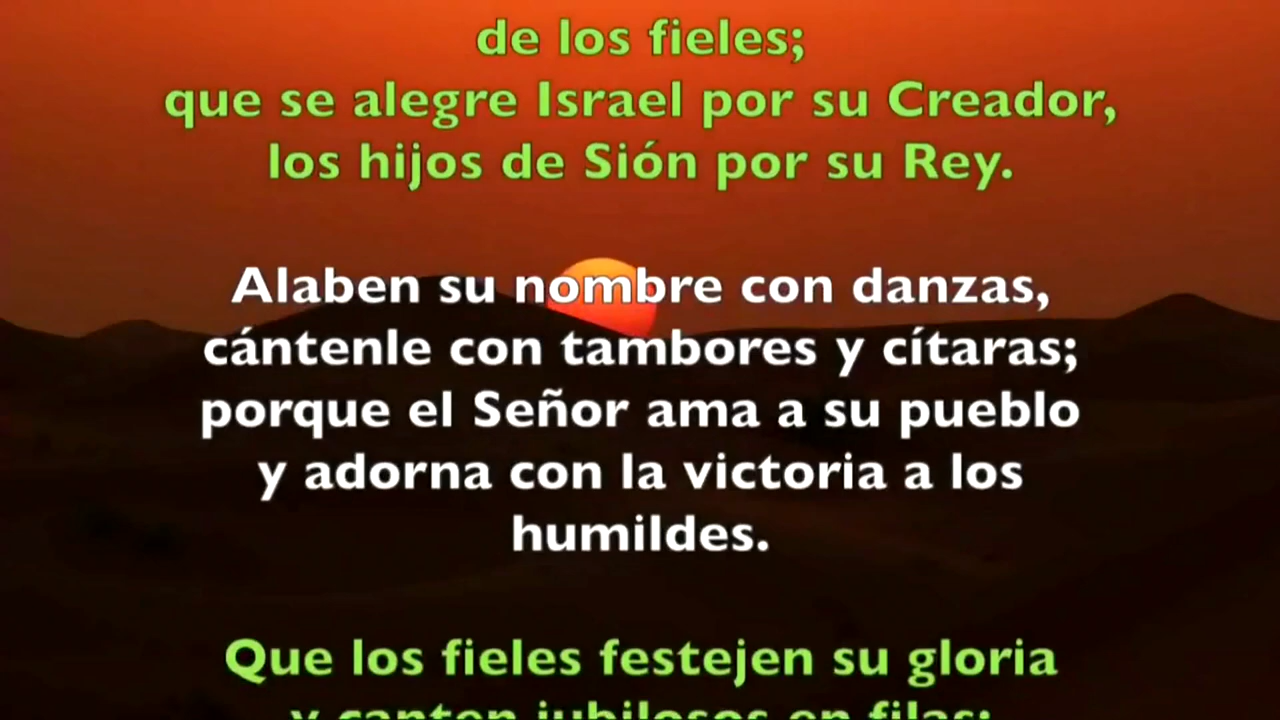 de los fieles;
que se alegre Israel por su Creador,
los hijos de Sión por su Rey.
Alaben su nombre con danzas,
cántenle con tambores y cítaras;
porque el Señor ama a su pueblo
y adorna con la victoria a los
humildes.
Que los fieles festejen su gloria
y canten jubilosos en filas: